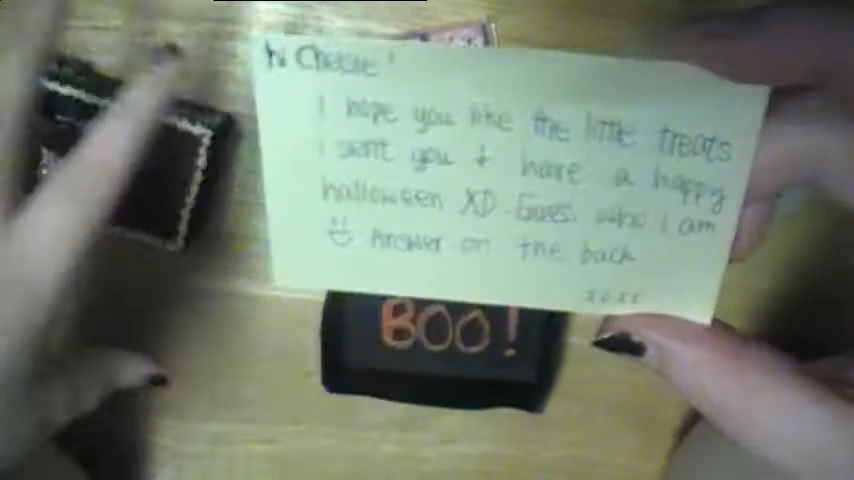 hi Chelsie!
I hope you like the little treats
I sent you + have a happy
halloween XD Guess who I am
Answer on the back
xoxo
BOO!